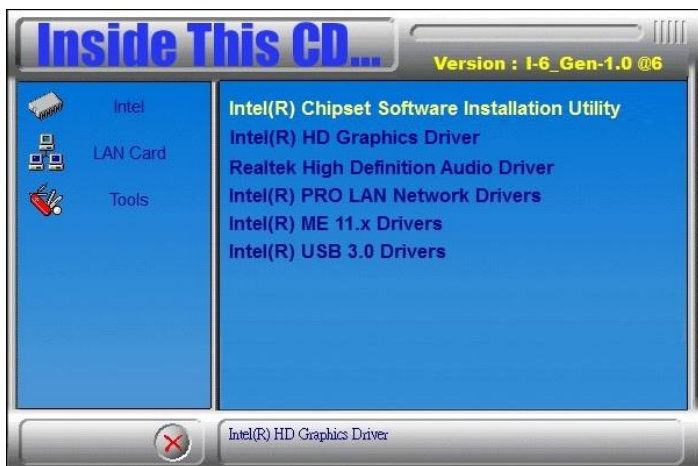 Inside This CD...
Version : I-6_Gen-1.0 @6
Intel
LAN Card
Tools
Intel(R) Chipset Software Installation Utility
Intel(R) HD Graphics Driver
Realtek High Definition Audio Driver
Intel(R) PRO LAN Network Drivers
Intel(R) ME 11.x Drivers
Intel(R) USB 3.0 Drivers
Intel(R) HD Graphics Driver